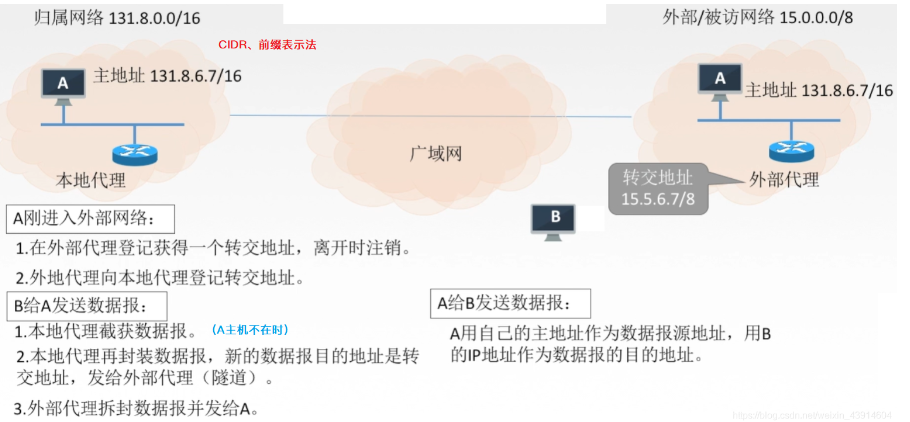 归属网络 131.8.0.0/16
外部/被访网络 15.0.0.0/8
CIDR、前缀表示法
A
主地址 131.8.6.7/16
A
主地址 131.8.6.7/16
广域网
本地代理
外部代理
转交地址
15.5.6.7/8
B
A刚进入外部网络：
1.在外部代理登记获得一个转交地址，离开时注销。
2.外地代理向本地代理登记转交地址。
B给A发送数据报：
1.本地代理截获数据报。（A主机不在时）
2.本地代理再封装数据报，新的数据报目的地址是转
交地址，发给外部代理（隧道）。
3.外部代理拆封数据报并发给A。
A给B发送数据报：
A用自己的主地址作为数据报源地址，用B
的IP地址作为数据报的目的地址。
https://blog.csdn.net/weixin_43914604